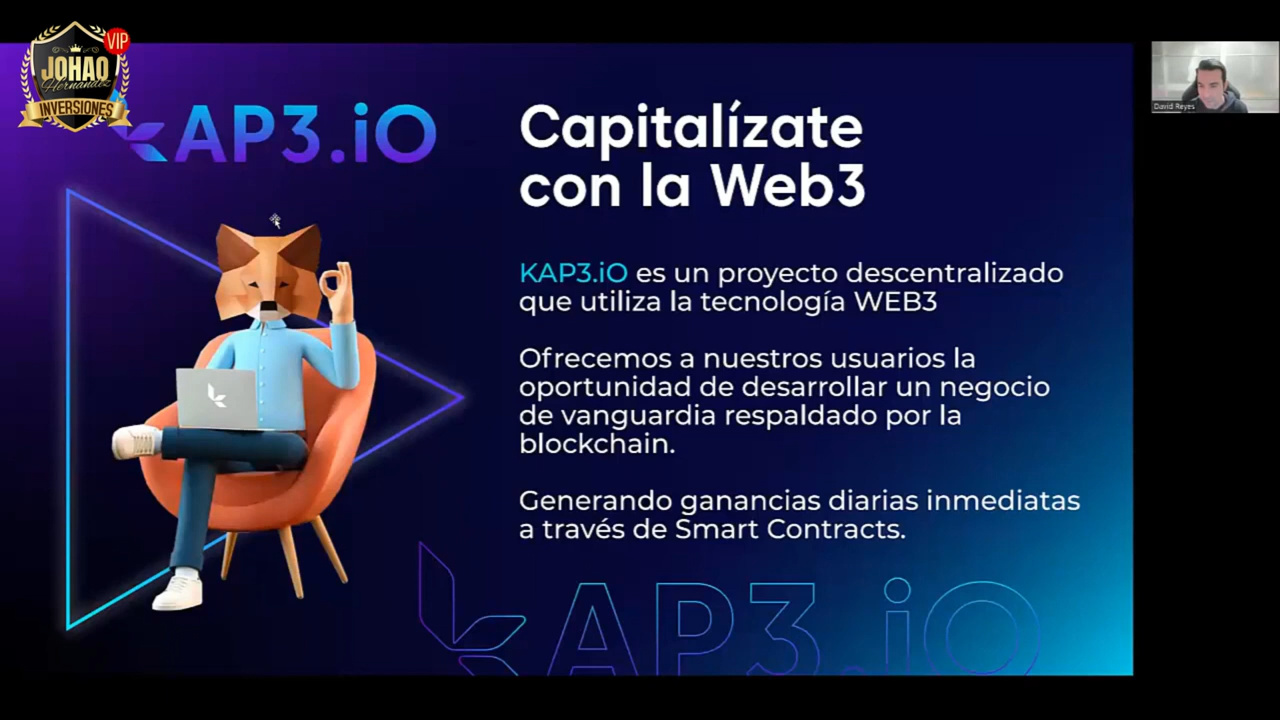 VIP
JOHAO
Hernandez
INVERSIONES
KAP3.iO
Capitalízate
con la Web3
KAP3.iO es un proyecto descentralizado
que utiliza la tecnología WEB3
Ofrecemos a nuestros usuarios la
oportunidad de desarrollar un negocio
de vanguardia respaldado por la
blockchain.
Generando ganancias diarias inmediatas
a través de Smart Contracts.
KAP3.iO
David Reyes